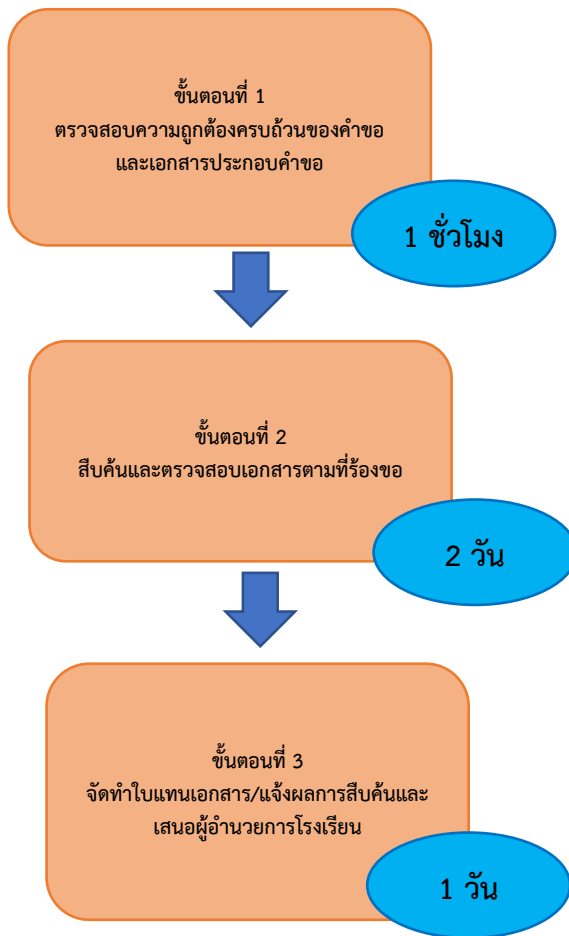 ขั้นตอนที่ 1
ตรวจสอบความถูกต้องครบถ้วนของคำขอ
และเอกสารประกอบคำขอ
1 ชั่วโมง
ขั้นตอนที่ 2
สืบค้นและตรวจสอบเอกสารตามที่ร้องขอ
2 วัน
ขั้นตอนที่ 3
จัดทำใบแทนเอกสาร/แจ้งผลการสืบค้นและ
เสนอผู้อำนวยการโรงเรียน
1 วัน